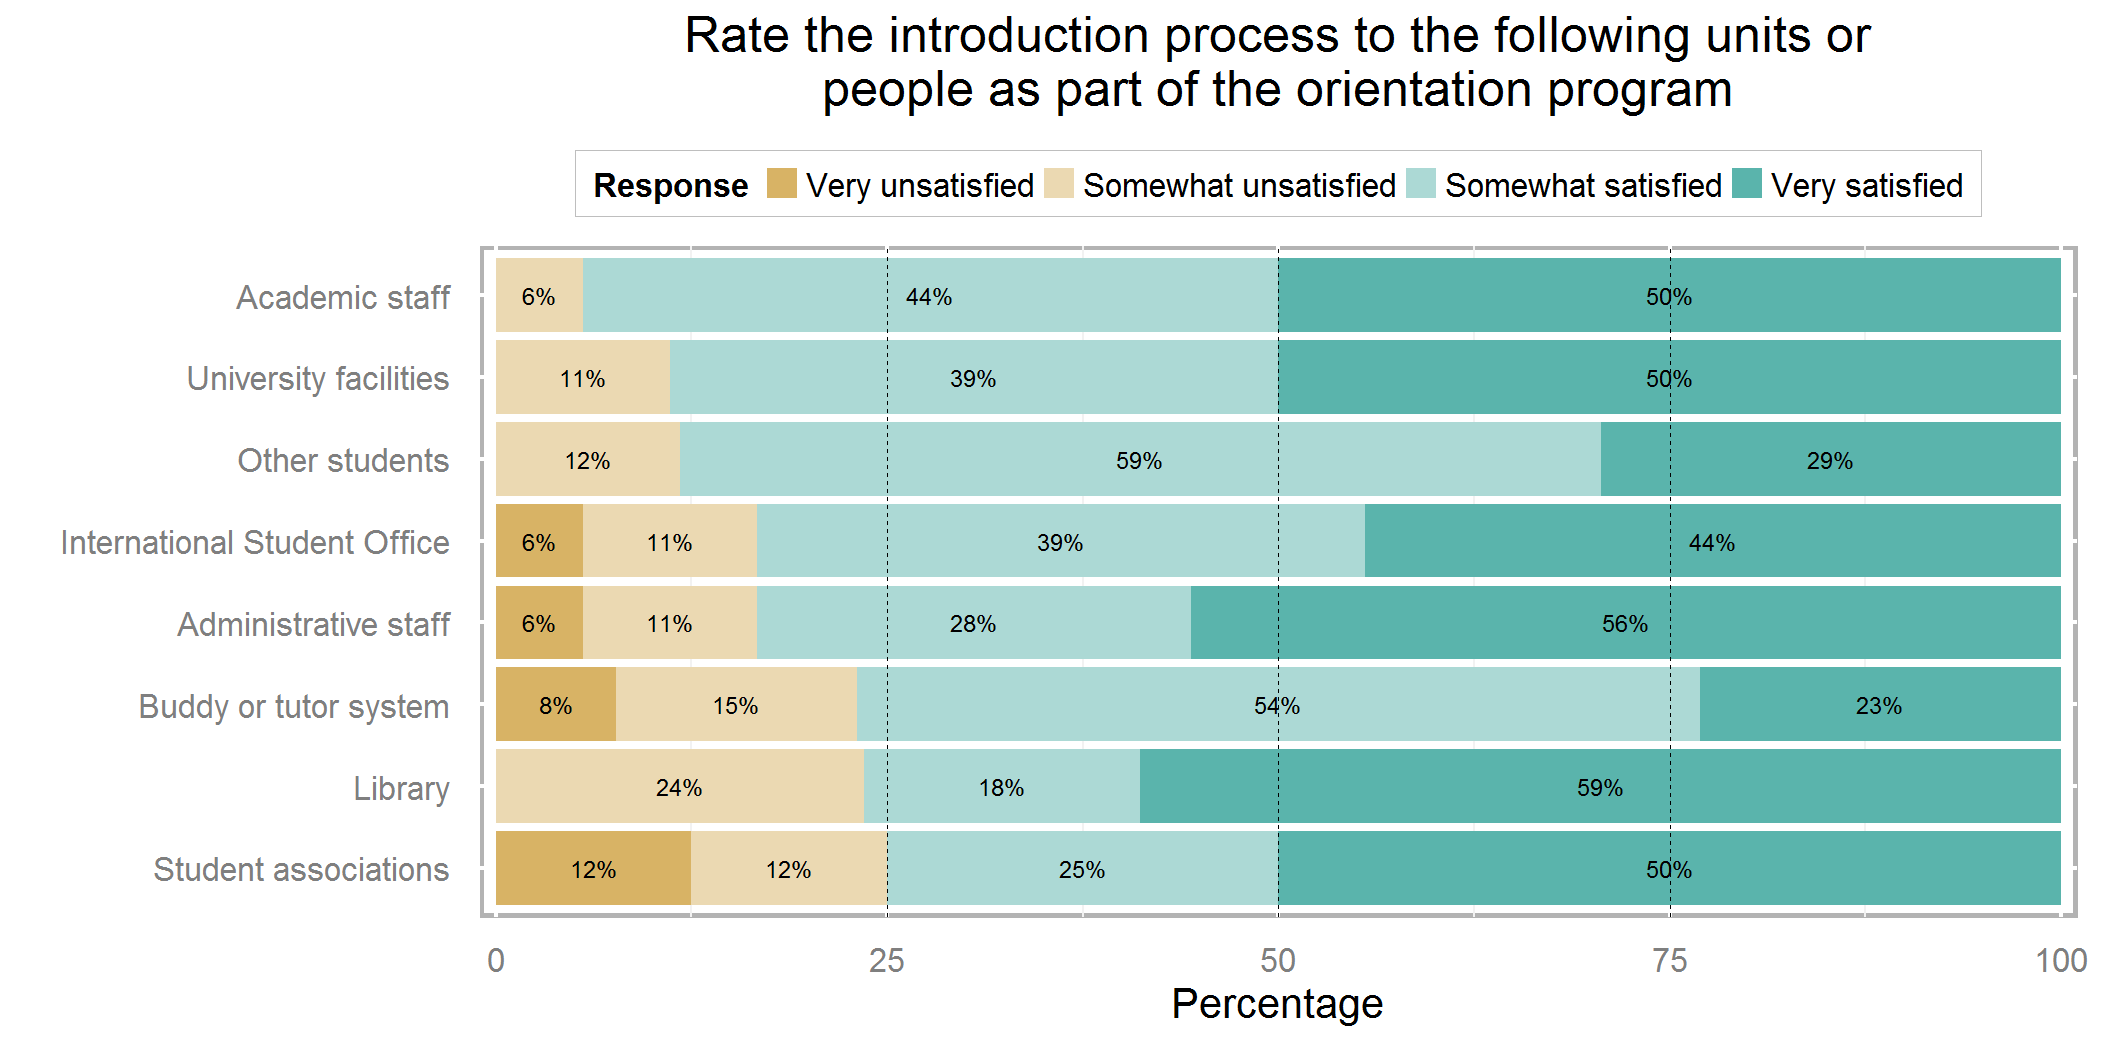 Rate the introduction process to the following units or
people as part of the orientation program
Response Very unsatisfied Somewhat unsatisfied Somewhat satisfied Very satisfied
Academic staff 6% 44% 50%
University facilities 11% 39% 50%
Other students 12% 59% 29%
International Student Office 6% 11% 39% 44%
Administrative staff 6% 11% 28% 56%
Buddy or tutor system 8% 15% 54% 23%
Library 24% 18% 59%
Student associations 12% 12% 25% 50%
0 25 50 75 100
Percentage